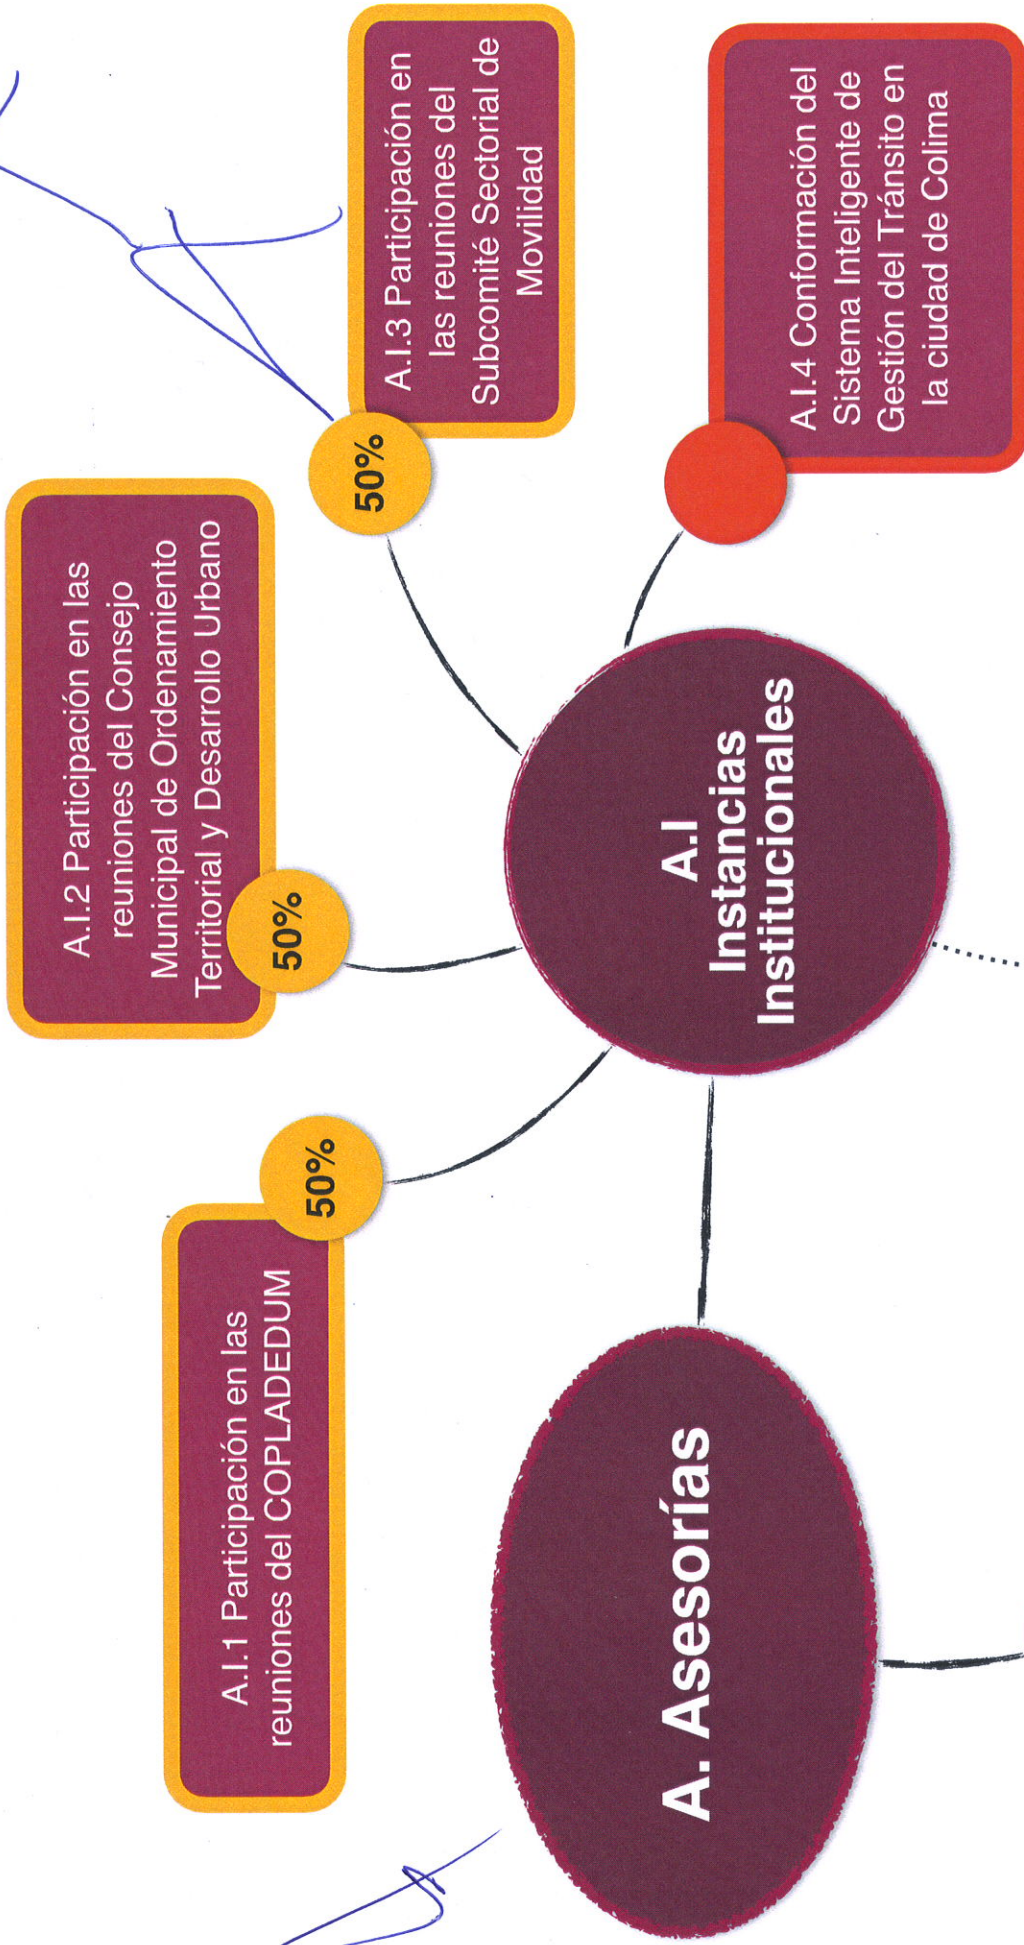 A. Asesorías
A.I
Instancias
Institucionales
A.I.1 Participación en las
reuniones del COPLADEDUM
50%
A.I.2 Participación en las
reuniones del Consejo
Municipal de Ordenamiento
Territorial y Desarrollo Urbano
50%
A.I.3 Participación en
las reuniones del
Subcomité Sectorial de
Movilidad
50%
A.I.4 Conformación del
Sistema Inteligente de
Gestión del Tránsito en
la ciudad de Colima